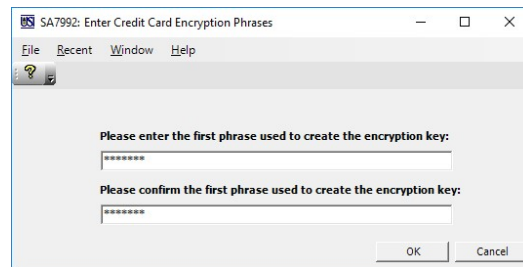 SA7992: Enter Credit Card Encryption Phrases
File Recent Window Help
?
Please enter the first phrase used to create the encryption key:
*******
Please confirm the first phrase used to create the encryption key:
*******
OK Cancel